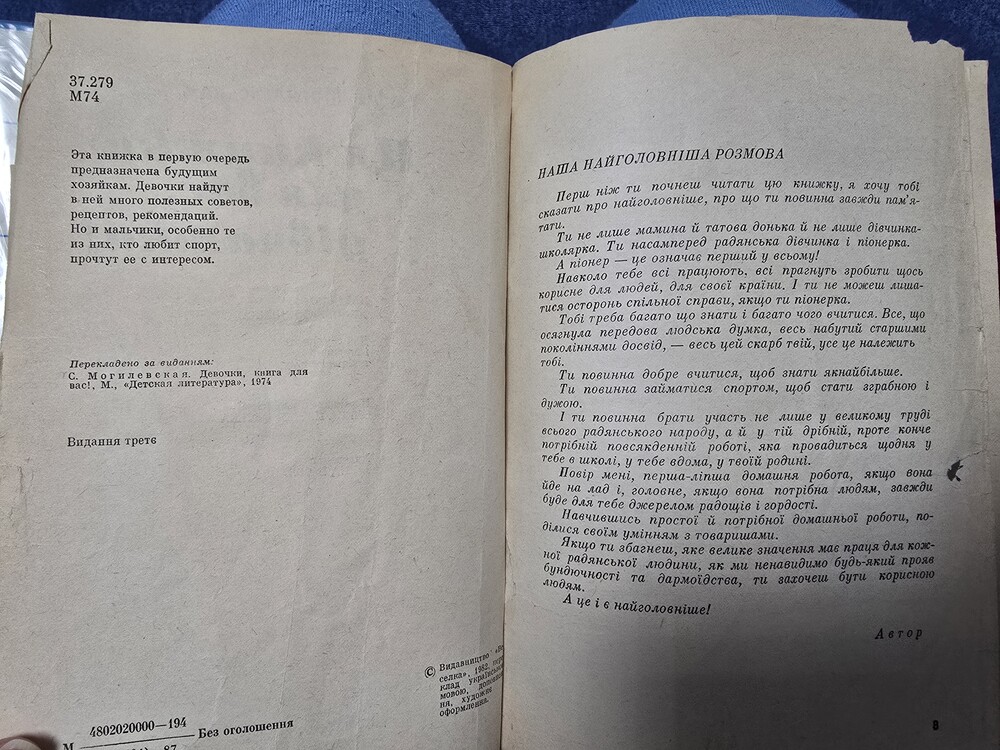 37.279
М74
Эта книжка в первую очередь
предназначена будущим
хозяйкам. Девочки найдут
в ней много полезных советов,
рецептов, рекомендаций.
Но и мальчики, особенно те
из них, кто любит спорт,
прочтут ее с интересом.
Перекладено за виданням:
С. Могилевская. Девочки, книга для
вас!, М., «Детская литература», 1974
Видання третє
© Видавництво
селка», 1982,
клад українсько
мовою, доповнен
ня, художнє
оформлення.
4802020000—194
М Без оголошення
87
НАША НАЙГОЛОВНІША РОЗМОВА
Перш ніж ти почнеш читати цю книжку, я хочу тобі
сказати про найголовніше, про що ти повинна завжди пам'я-
тати.
Ти не лише мамина й татова донька й не лише дівчинка-
школярка. Ти насамперед радянська дівчинка і піонерка.
А піонер — це означає перший у всьому!
Навколо тебе всі працюють, всі прагнуть зробити щось
корисне для людей, для своєї країни. І ти не можеш лиша-
тися осторонь спільної справи, якщо ти піонерка.
Тобі треба багато що знати і багато чого вчитися. Все, що
осягнула передова людська думка, весь набутий старшими
поколіннями досвід, — весь цей скарб твій, усе це належить
тобі.
Ти повинна добре вчитися, щоб знати якнайбільше.
Ти повинна займатися спортом, щоб стати зграбною і
дужою.
І ти повинна брати участь не лише у великому труді
всього радянського народу, а й у тій дрібній, проте конче
потрібній повсякденній роботі, яка провадиться щодня у
тебе в школі, у тебе вдома, у твоїй родині.
Повір мені, перша-ліпша домашня робота, якщо вона
йде на лад і, головне, якщо вона потрібна людям, завжди
буде для тебе джерелом радощів і гордості.
Навчившись простої й потрібної домашньої роботи, по-
ділися своїм умінням з товаришами.
Якщо ти збагнеш, яке велике значення має праця для кож-
ної радянської людини, як ми ненавидимо будь-який прояв
бундючності та дармоїдства, ти захочеш бути корисною
людям.
А це і є найголовніше!
Автор